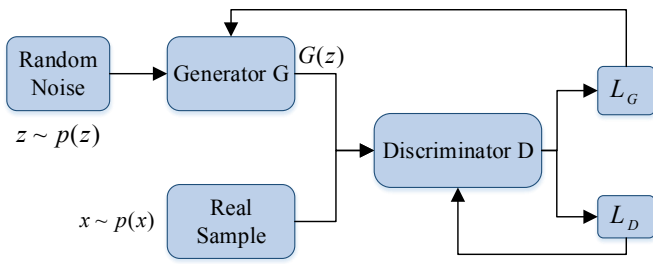 Random
Noise
z ~ p(z)
Generator G
G(z)
x ~ p(x)
Real
Sample
Discriminator D
L_G
L_D